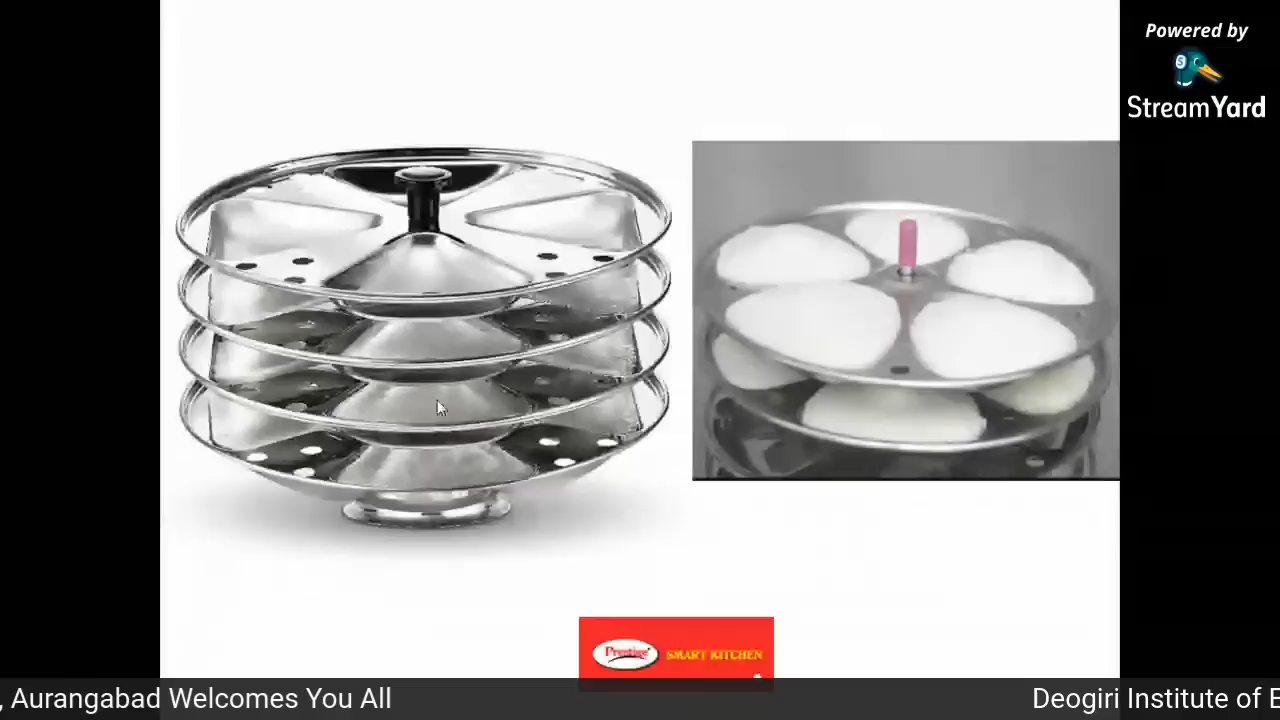 Powered by
StreamYard
Prestige
SMART KITCHEN
, Aurangabad Welcomes You All
Deogiri Institute of E